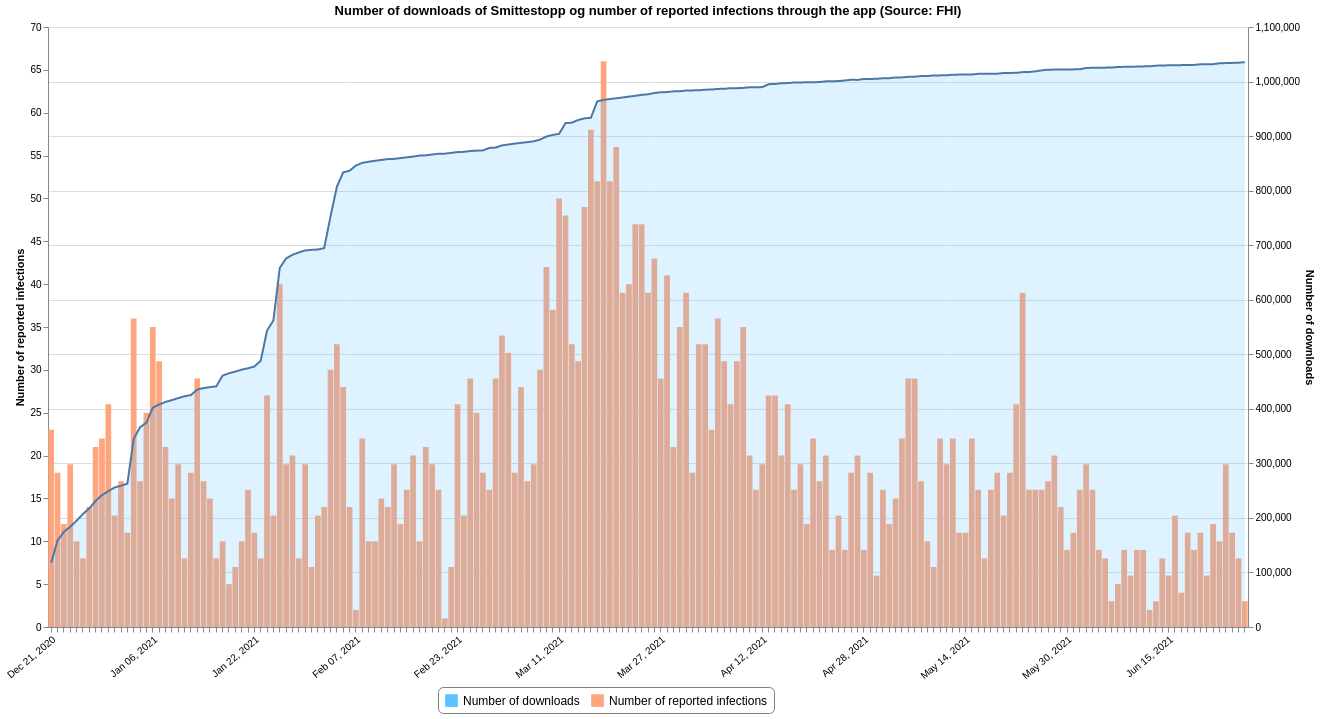 Number of downloads of Smittestopp og number of reported infections through the app (Source: FHI)
70
65
60
55
50
45
40
35
30
25
20
15
10
5
0
Number of reported infections
1,100,000
1,000,000
900,000
800,000
700,000
600,000
500,000
400,000
300,000
200,000
100,000
0
Number of downloads
Dec 21, 2020
Jan 06, 2021
Jan 22, 2021
Feb 07, 2021
Feb 23, 2021
Mar 11, 2021
Mar 27, 2021
Apr 12, 2021
Apr 28, 2021
May 14, 2021
May 30, 2021
Jun 15, 2021
Number of downloads
Number of reported infections